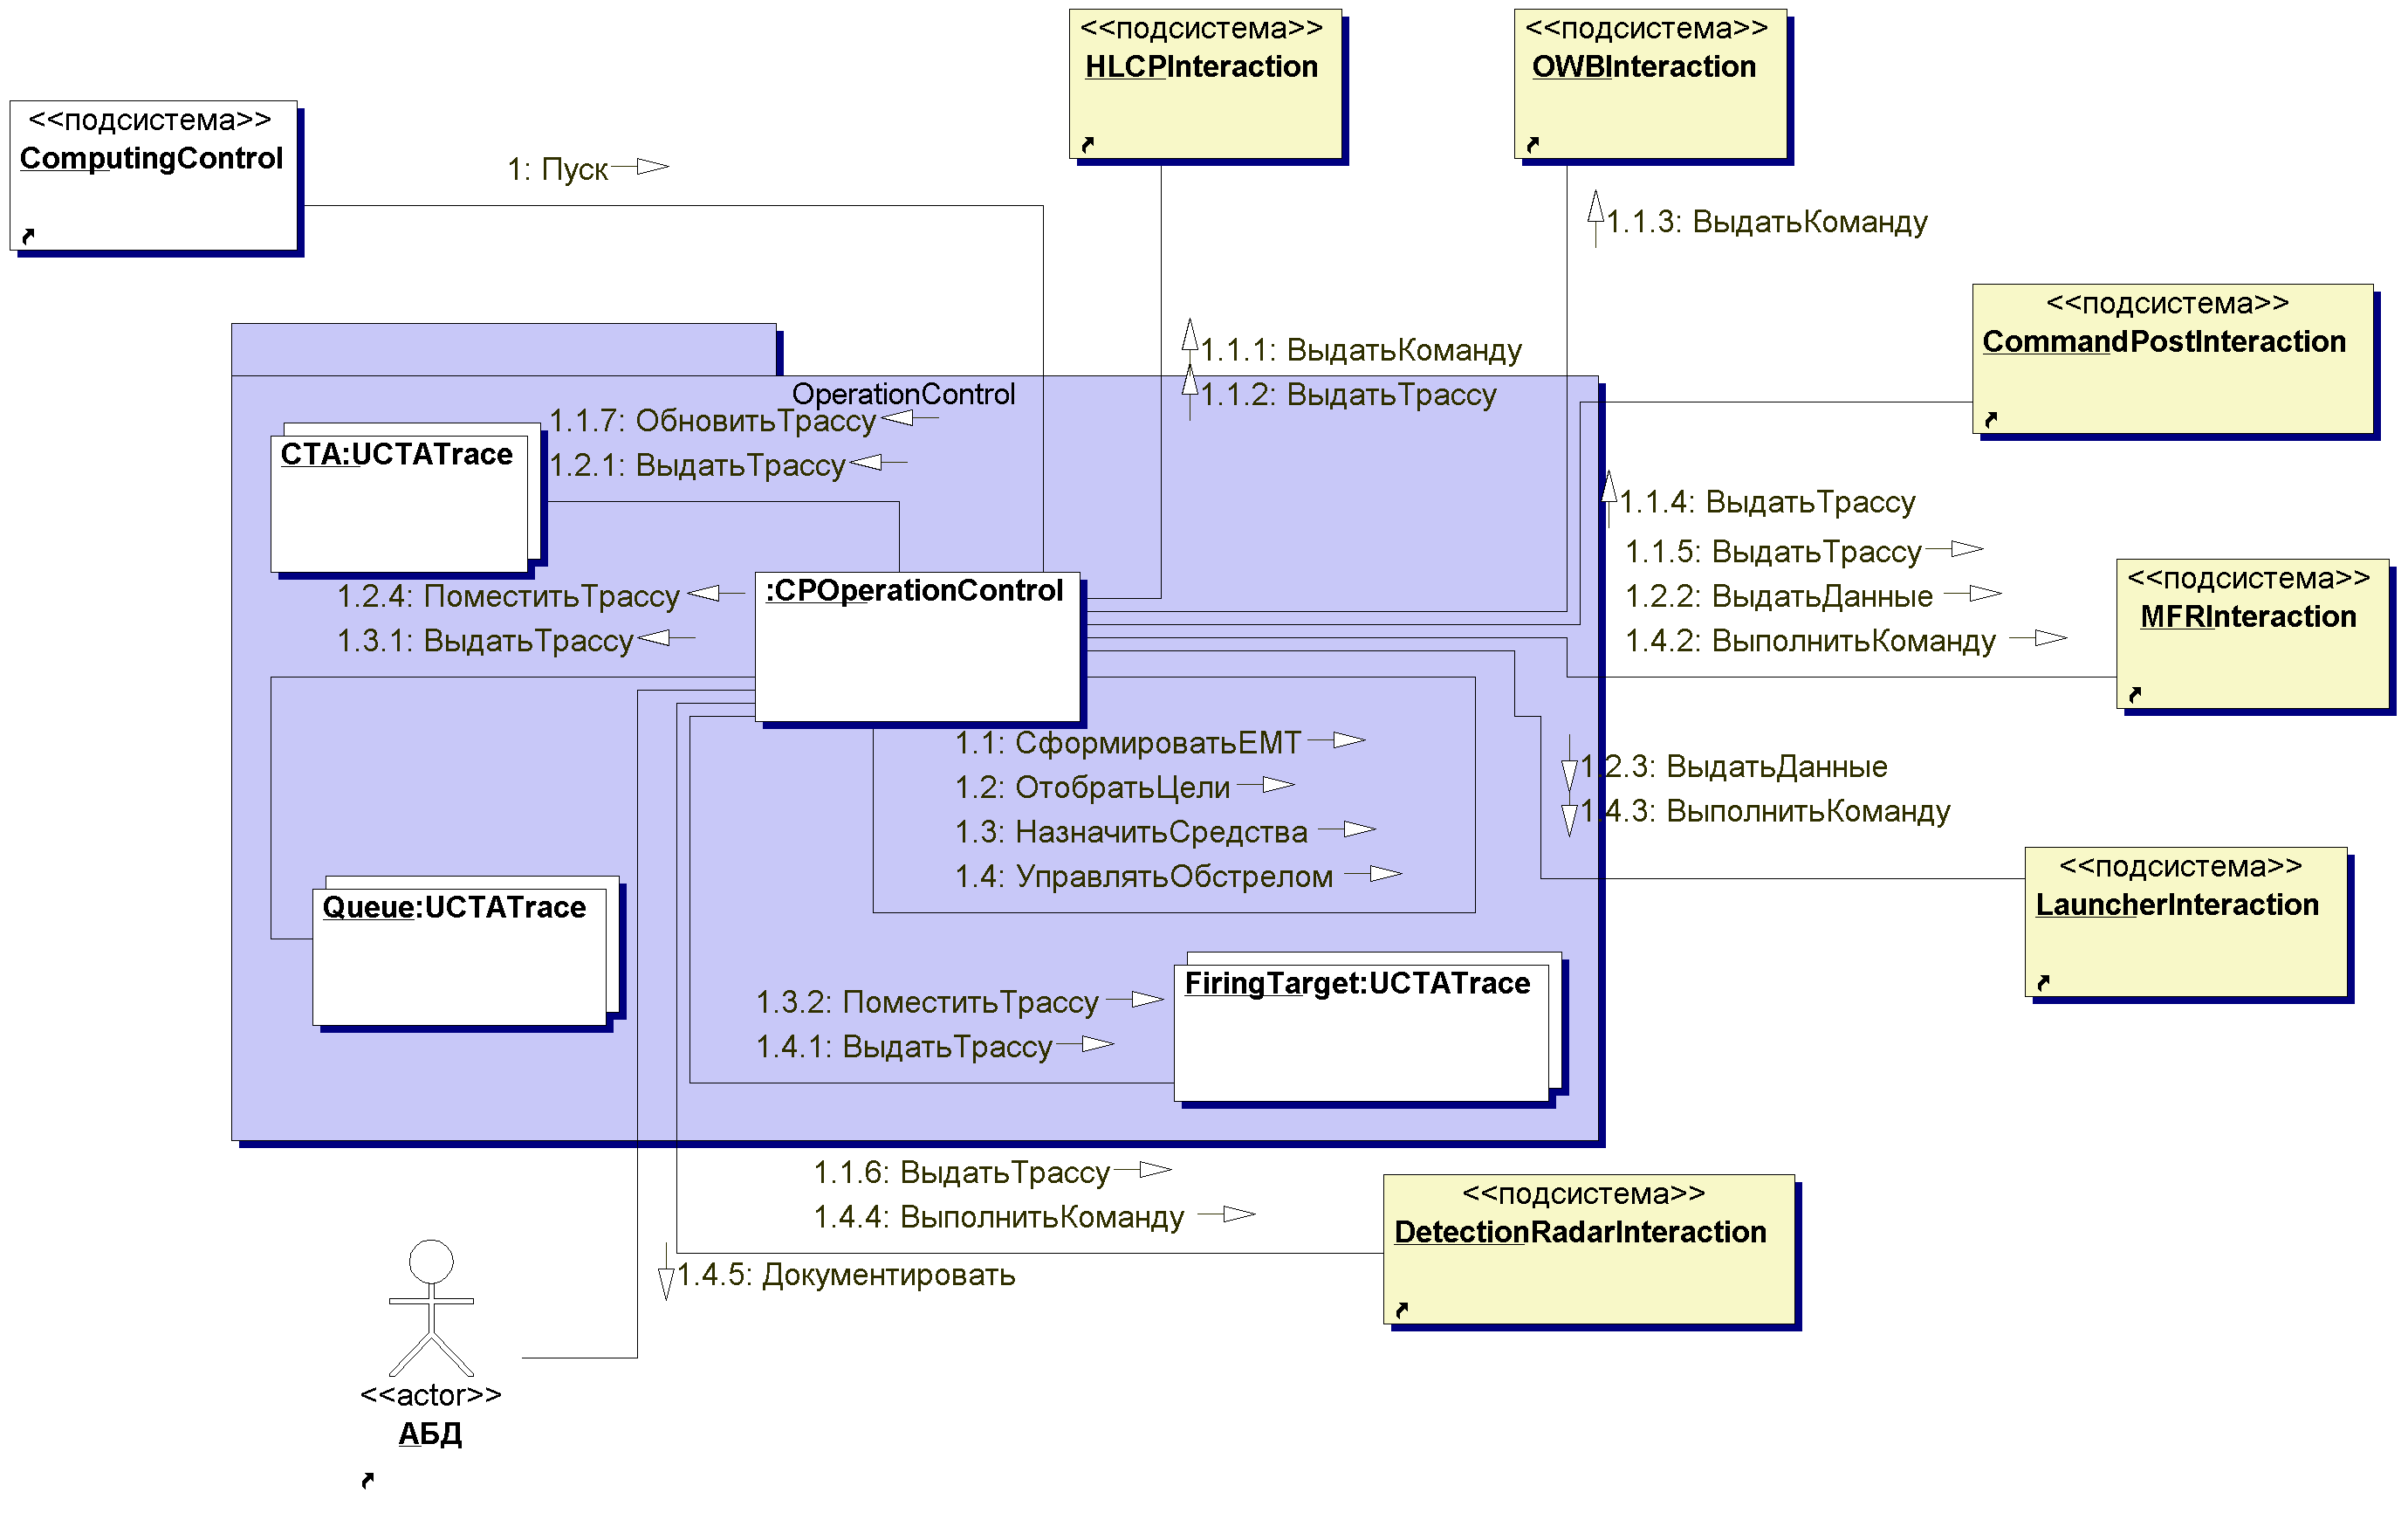 <<подсистема>>
HLCPInteraction
<<подсистема>>
OWBInteraction
<<подсистема>>
ComputingControl
1: Пуск
1.1.3: ВыдатьКоманду
<<подсистема>>
CommandPostInteraction
1.1.1: ВыдатьКоманду
1.1.2: ВыдатьТрассу
OperationControl
1.1.7: ОбновитьТрассу
1.2.1: ВыдатьТрассу
CTA:UCTATrace
1.1.4: ВыдатьТрассу
1.1.5: ВыдатьТрассу
1.2.2: ВыдатьДанные
1.4.2: ВыполнитьКоманду
<<подсистема>>
MFRInteraction
1.2.4: ПоместитьТрассу
1.3.1: ВыдатьТрассу
:CPOperationControl
1.1: СформироватьЕМТ
1.2: ОтобратьЦели
1.3: НазначитьСредства
1.4: УправлятьОбстрелом
1.2.3: ВыдатьДанные
1.4.3: ВыполнитьКоманду
<<подсистема>>
LauncherInteraction
Queue:UCTATrace
FiringTarget:UCTATrace
1.3.2: ПоместитьТрассу
1.4.1: ВыдатьТрассу
1.1.6: ВыдатьТрассу
1.4.4: ВыполнитьКоманду
<<подсистема>>
DetectionRadarInteraction
1.4.5: Документировать
<<actor>>
АБД